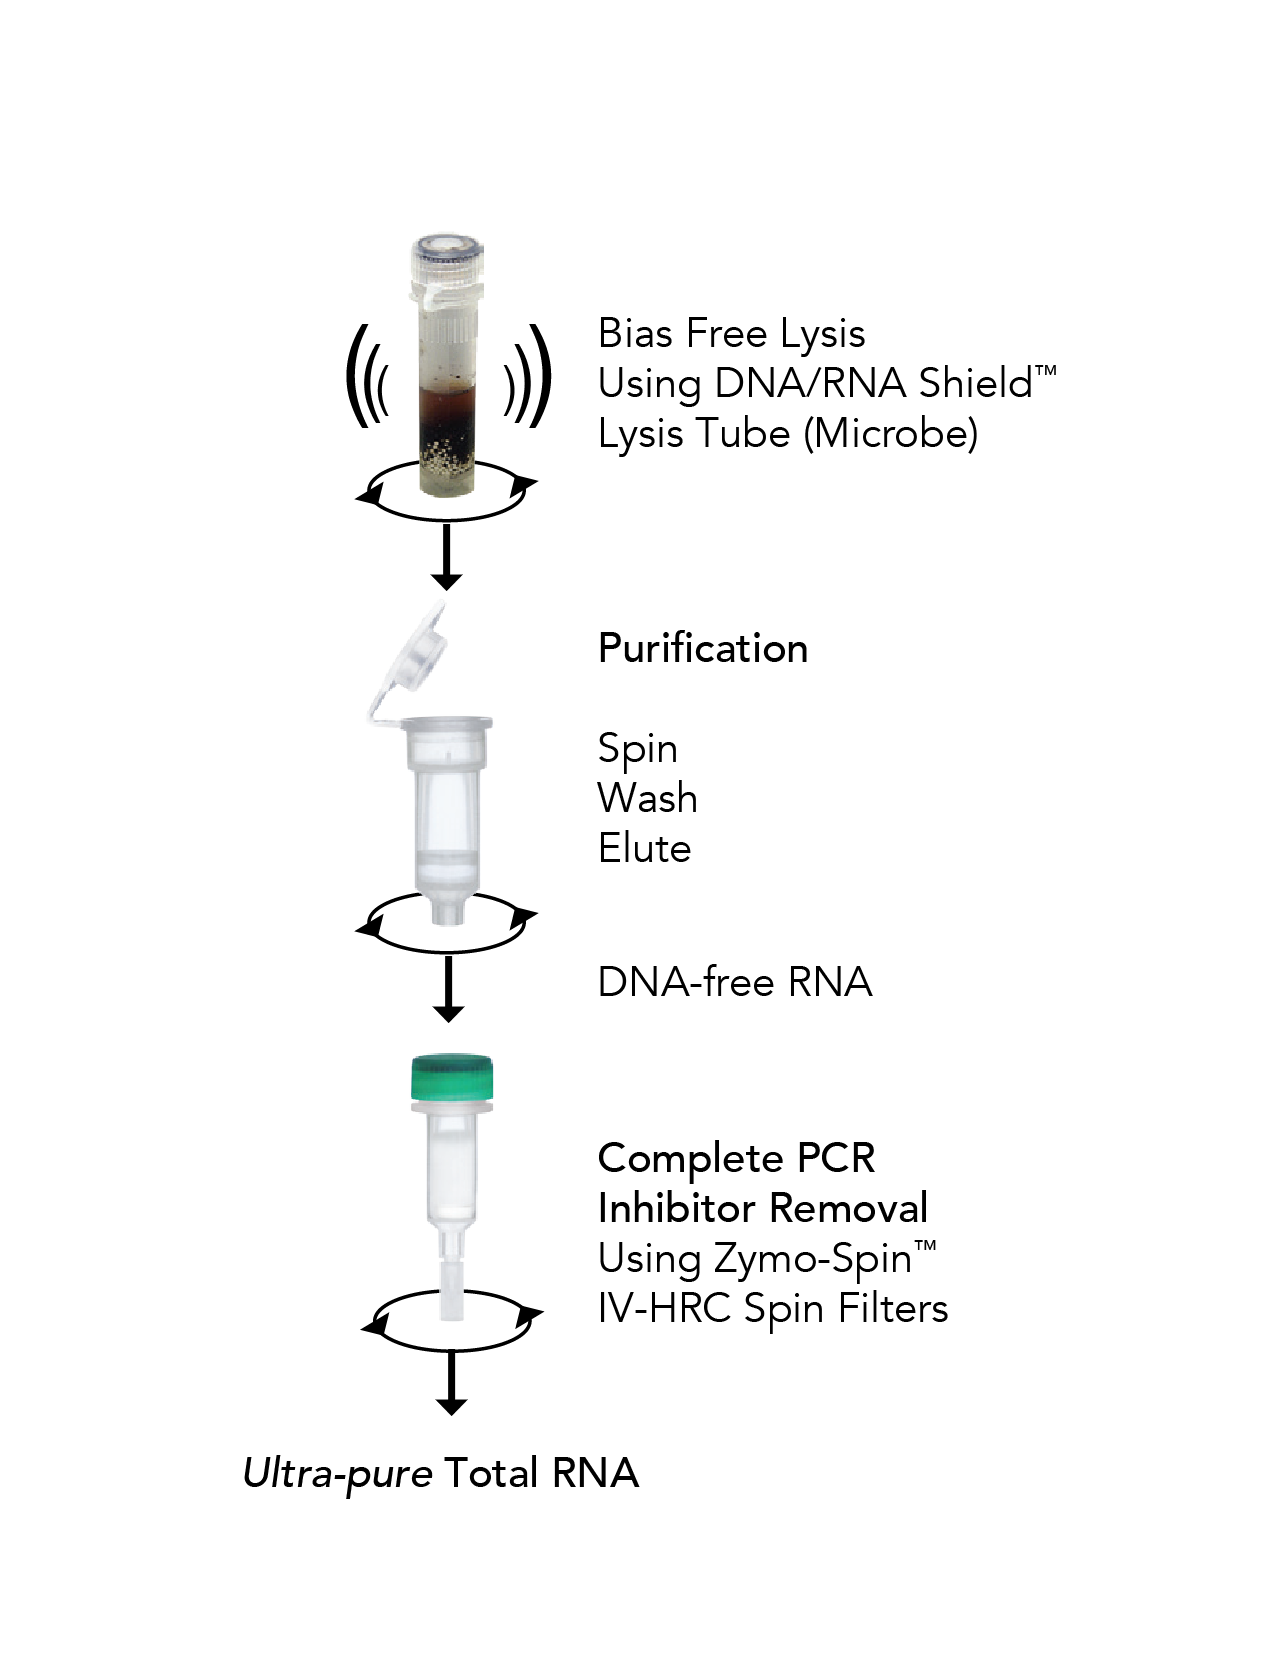 Bias Free Lysis
Using DNA/RNA Shield™
Lysis Tube (Microbe)
Purification
Spin
Wash
Elute
DNA-free RNA
Complete PCR
Inhibitor Removal
Using Zymo-Spin™
IV-HRC Spin Filters
Ultra-pure Total RNA